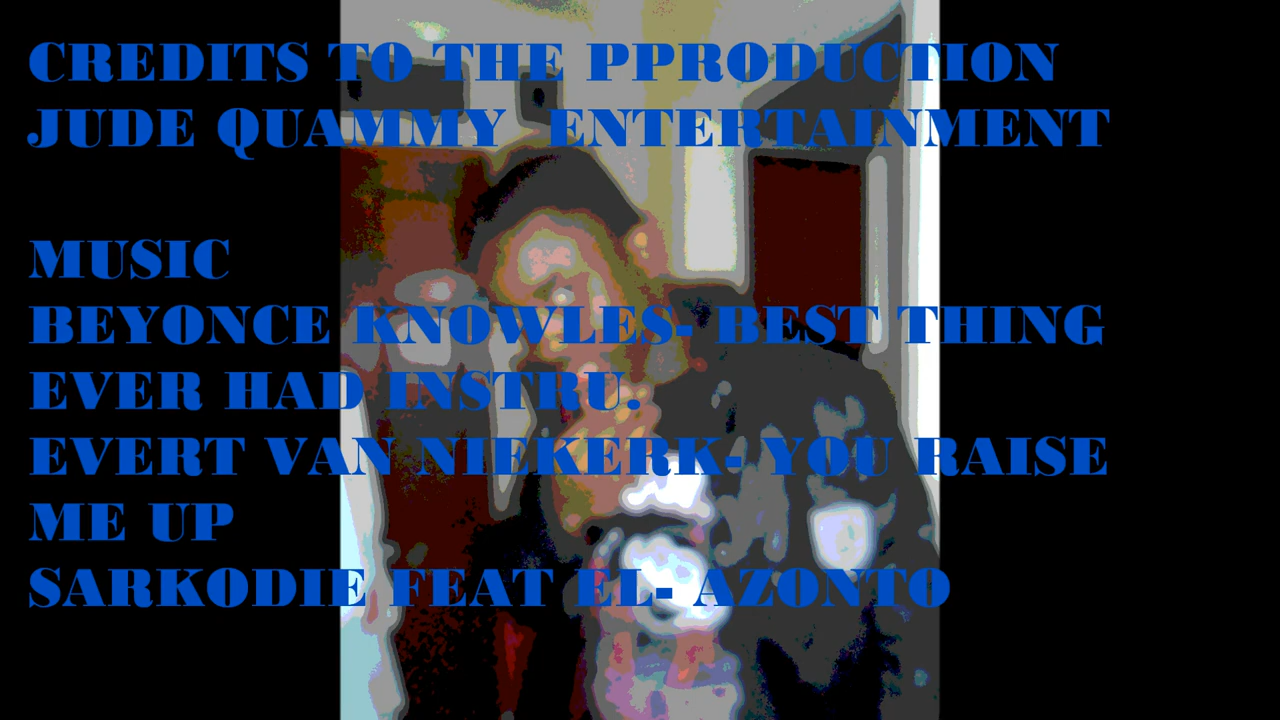 CREDITS TO THE PPRODUCTION
JUDE QUAMMY ENTERTAINMENT
MUSIC
BEYONCE KNOWLES- BEST THING
EVER HAD INSTRU.
EVERT VAN NIEKERK- YOU RAISE
ME UP
SARKODIE FEAT EL- AZONTO